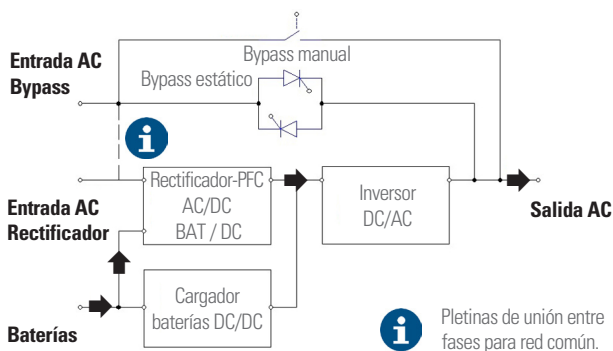 Entrada AC
Bypass
Bypass manual
Bypass estático
i
Rectificador-PFC
AC/DC
BAT / DC
Entrada AC
Rectificador
Inversor
DC/AC
Salida AC
Cargador
baterías DC/DC
Baterías
i
Pletinas de unión entre
fases para red común.